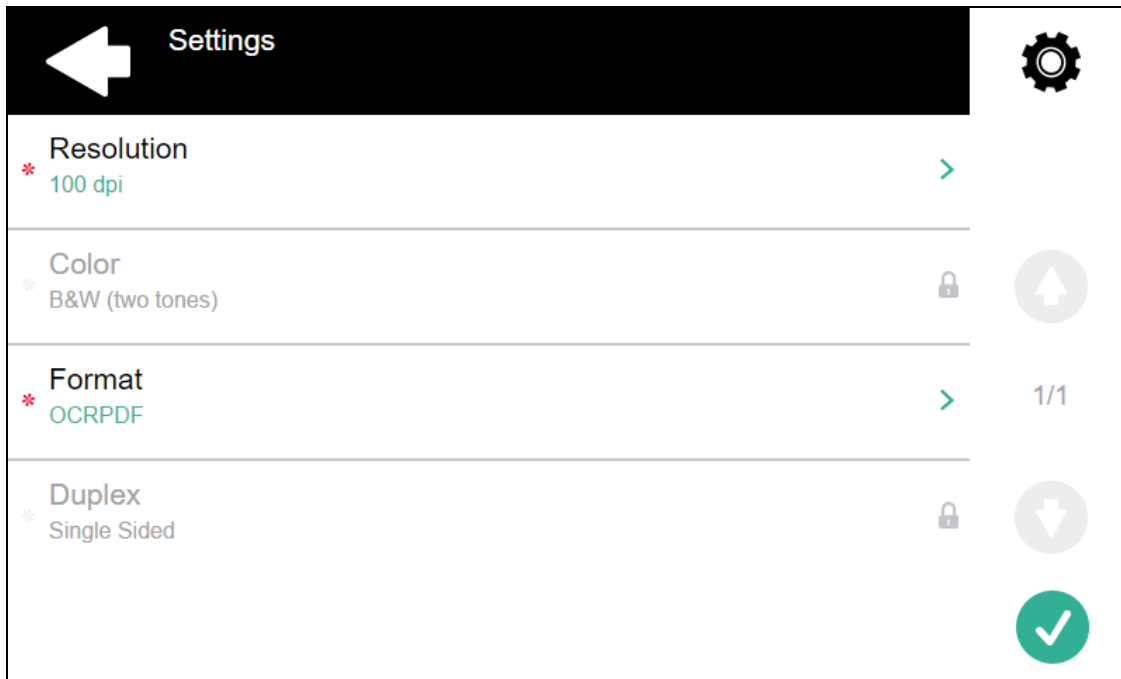 Settings
* Resolution
100 dpi
* Color
B&W (two tones)
* Format
OCRPDF
1/1
* Duplex
Single Sided